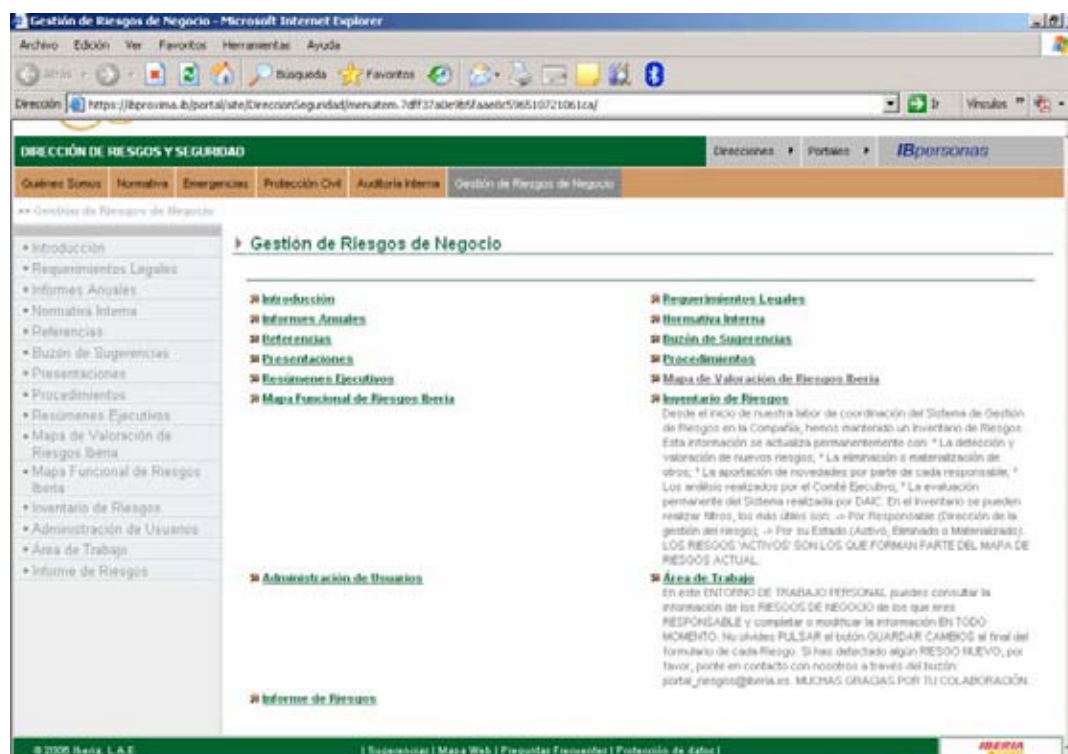 Gestión de Riesgos de Negocio - Microsoft Internet Explorer
Archivo Edición Ver Favoritos Herramientas Ayuda
Atrás Búsqueda Favoritos
Dirección Ir Vínculos
DIRECCIÓN DE RIESGOS Y SEGURIDAD Direcciones Portales IBpersonas
Quiénes Somos Normativa Emergencias Protección Civil Auditoría Interna Gestión de Riesgos de Negocio
>> Gestión de Riesgos de Negocio
• Introducción
• Requerimientos Legales
• Informes Anuales
• Normativa Interna
• Referencias
• Buzón de Sugerencias
• Presentaciones
• Procedimientos
• Resúmenes Ejecutivos
• Mapa de Valoración de
Riesgos Iberia
• Mapa Funcional de Riesgos
Iberia
• Inventario de Riesgos
• Administración de Usuarios
• Área de Trabajo
• Informe de Riesgos
Gestión de Riesgos de Negocio
Introducción
Requerimientos Legales
Informes Anuales
Normativa Interna
Referencias
Buzón de Sugerencias
Presentaciones
Procedimientos
Resúmenes Ejecutivos
Mapa de Valoración de Riesgos Iberia
Mapa Funcional de Riesgos Iberia
Inventario de Riesgos
Desde el inicio de nuestra labor de coordinación del Sistema de Gestión
de Riesgos en la Compañía, hemos mantenido un Inventario de Riesgos.
Esta información se actualiza permanentemente con: * La detección y
valoración de nuevos riesgos; * La eliminación o materialización de
otros; * La aportación de novedades por parte de cada responsable; *
Los análisis realizados por el Comité Ejecutivo; * La evaluación
permanente del Sistema realizada por DAIC. En el Inventario se pueden
realizar filtros, los más útiles son: -> Por Responsable (Dirección de la
gestión del riesgo); -> Por su Estado (Activo, Eliminado o Materializado).
LOS RIESGOS 'ACTIVOS' SON LOS QUE FORMAN PARTE DEL MAPA DE
RIESGOS ACTUAL.
Administración de Usuarios
Área de Trabajo
En este ENTORNO DE TRABAJO PERSONAL puedes consultar la
información de los RIESGOS DE NEGOCIO de los que eres
RESPONSABLE y completar o modificar la información EN TODO
MOMENTO. No olvides PULSAR el botón GUARDAR CAMBIOS al final del
formulario de cada Riesgo. Si has detectado algún RIESGO NUEVO, por
favor, ponte en contacto con nosotros a través del buzón:
portal_riesgos@iberia.es. MUCHAS GRACIAS POR TU COLABORACIÓN.
Informe de Riesgos
© 2006 Iberia, L.A.E. | Sugerencias | Mapa Web | Preguntas Frecuentes | Protección de datos | IBERIA